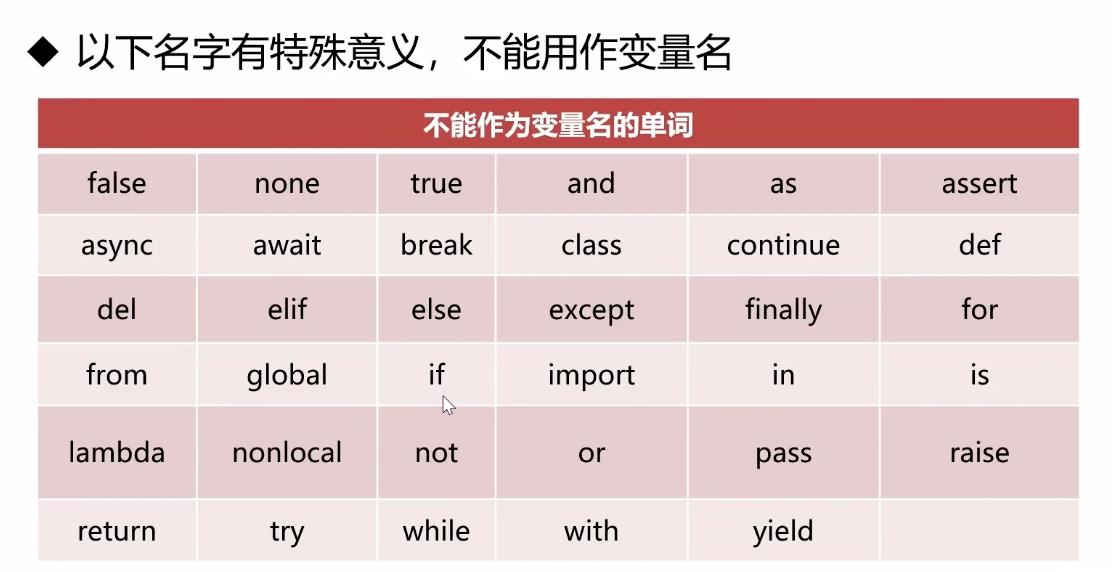 ◆ 以下名字有特殊意义，不能用作变量名
不能作为变量名的单词
false none true and as assert
async await break class continue def
del elif else except finally for
from global if import in is
lambda nonlocal not or pass raise
return try while with yield